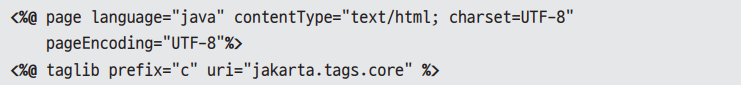 <%@ page language="java" contentType="text/html; charset=UTF-8"
    pageEncoding="UTF-8"%>
<%@ taglib prefix="c" uri="jakarta.tags.core" %>